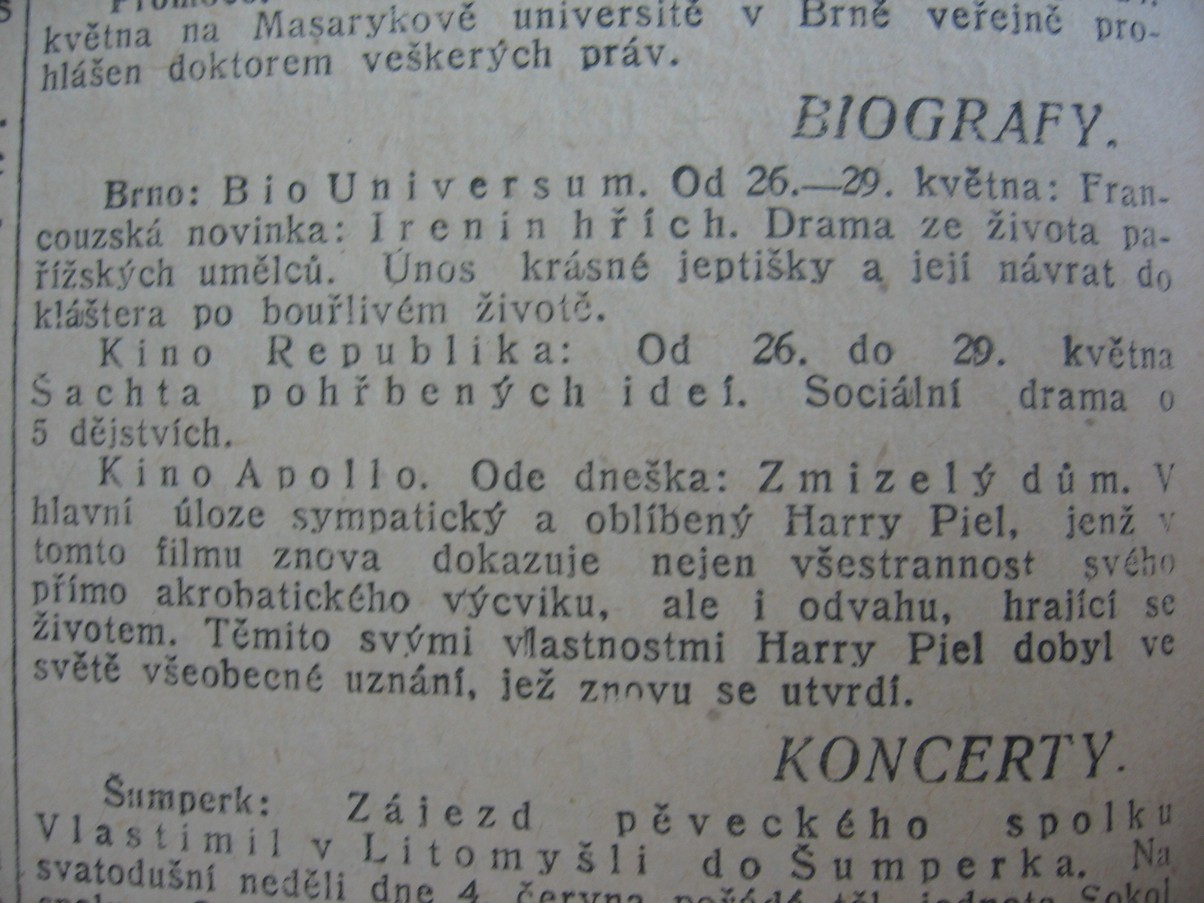 května na Masarykově universitě v Brně veřejně pro-
hlášen doktorem veškerých práv.
BIOGRAFY.
Brno: Bio Universum. Od 26.—29. května: Fran-
couzská novinka: Irenin hřích. Drama ze života pa-
řížských umělců. Únos krásné jeptišky a její návrat do
kláštera po bouřlivém životě.
Kino Republika: Od 26. do 29. května
Šachta pohřbených ideí. Sociální drama o
5 dějstvích.
Kino Apollo. Ode dneška: Zmizelý dům. V
hlavní úloze sympatický a oblíbený Harry Piel, jenž v
tomto filmu znova dokazuje nejen všestrannost svého
přímo akrobatického výcviku, ale i odvahu, hrající se
životem. Těmito svými vlastnostmi Harry Piel dobyl ve
světě všeobecné uznání, jež znovu se utvrdí.
KONCERTY.
Šumperk: Zájezd pěveckého spolku
Vlastimil v Litomyšli do Šumperka. Na
svatodušní neděli dne 4. června pořádá těl. jednota Sokol